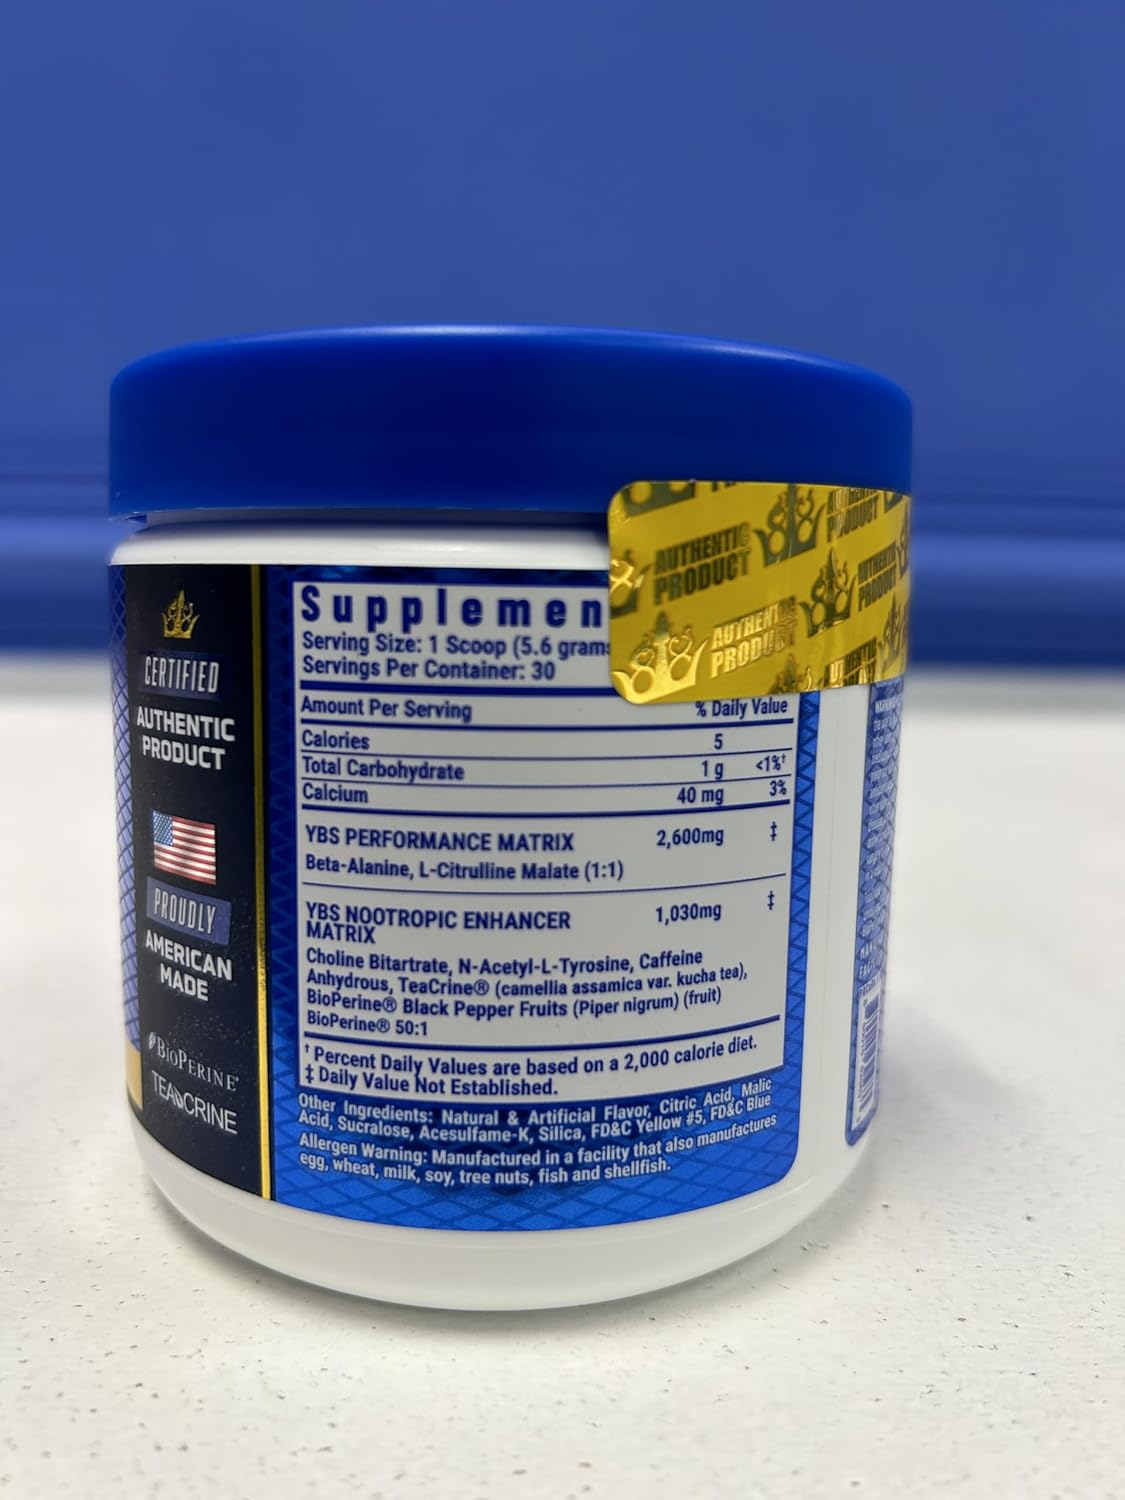 CERTIFIED
AUTHENTIC
PRODUCT
PROUDLY
AMERICAN
MADE
BIOPERINE®
TEACRINE
Supplemen
Serving Size: 1 Scoop (5.6 grams
Servings Per Container: 30
Amount Per Serving % Daily Value
Calories 5
Total Carbohydrate 1 g <1%†
Calcium 40 mg 3%
YBS PERFORMANCE MATRIX 2,600mg ‡
Beta-Alanine, L-Citrulline Malate (1:1)
YBS NOOTROPIC ENHANCER 1,030mg ‡
MATRIX
Choline Bitartrate, N-Acetyl-L-Tyrosine, Caffeine
Anhydrous, TeaCrine® (camellia assamica var. kucha tea),
BioPerine® Black Pepper Fruits (Piper nigrum) (fruit)
BioPerine® 50:1
† Percent Daily Values are based on a 2,000 calorie diet.
‡ Daily Value Not Established.
Other Ingredients: Natural & Artificial Flavor, Citric Acid, Malic
Acid, Sucralose, Acesulfame-K, Silica, FD&C Yellow #5, FD&C Blue
Allergen Warning: Manufactured in a facility that also manufactures
egg, wheat, milk, soy, tree nuts, fish and shellfish.
AUTHENTIC
PRODUCT
AUTHENTIC
PRODUCT
PRODUCT
PRODUCT